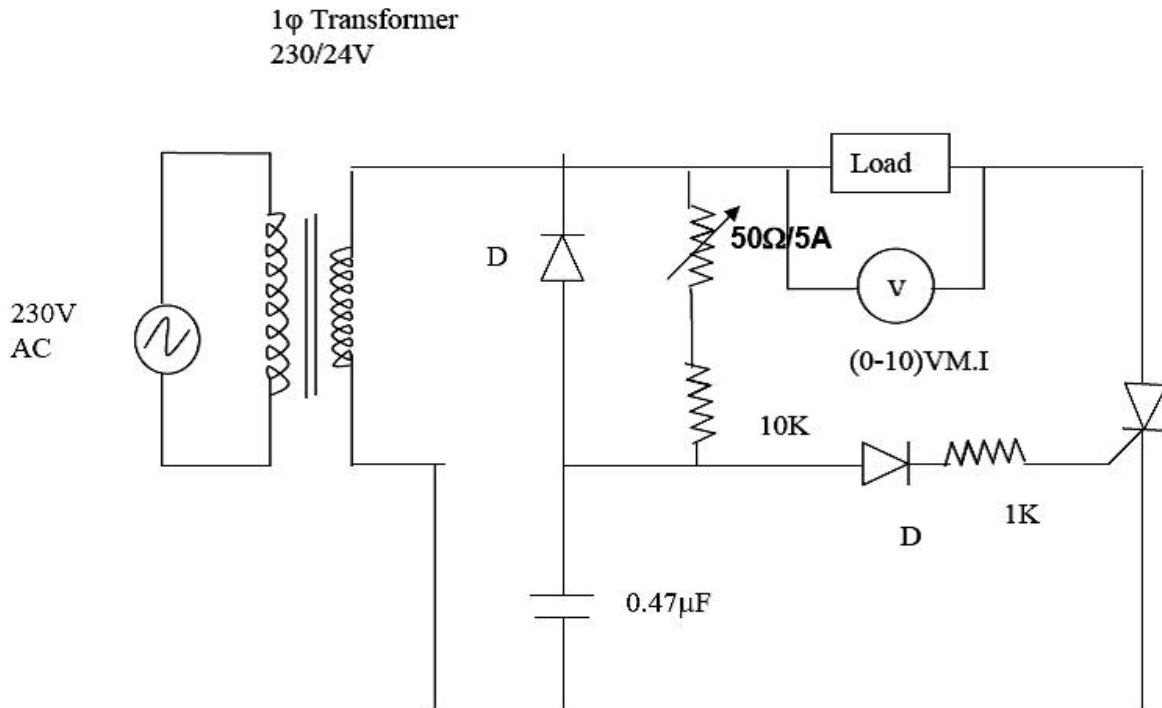 1φ Transformer
230/24V
Load
50Ω/5A
D
V
230V
AC
(0-10)VM.I
10K
1K
D
0.47μF